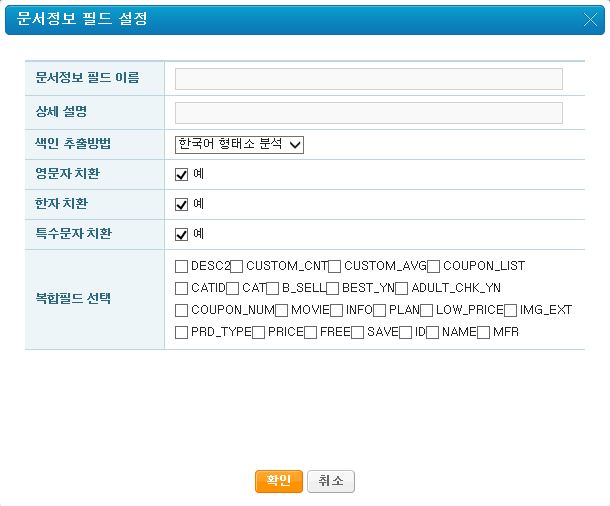 문서정보 필드 설정
문서정보 필드 이름
상세 설명
색인 추출방법 한국어 형태소 분석
영문자 치환 예
한자 치환 예
특수문자 치환 예
복합필드 선택
DESC2 CUSTOM_CNT CUSTOM_AVG COUPON_LIST
CATID CAT B_SELL BEST_YN ADULT_CHK_YN
COUPON_NUM MOVIE INFO PLAN LOW_PRICE IMG_EXT
PRD_TYPE PRICE FREE SAVE ID NAME MFR
확인 취소